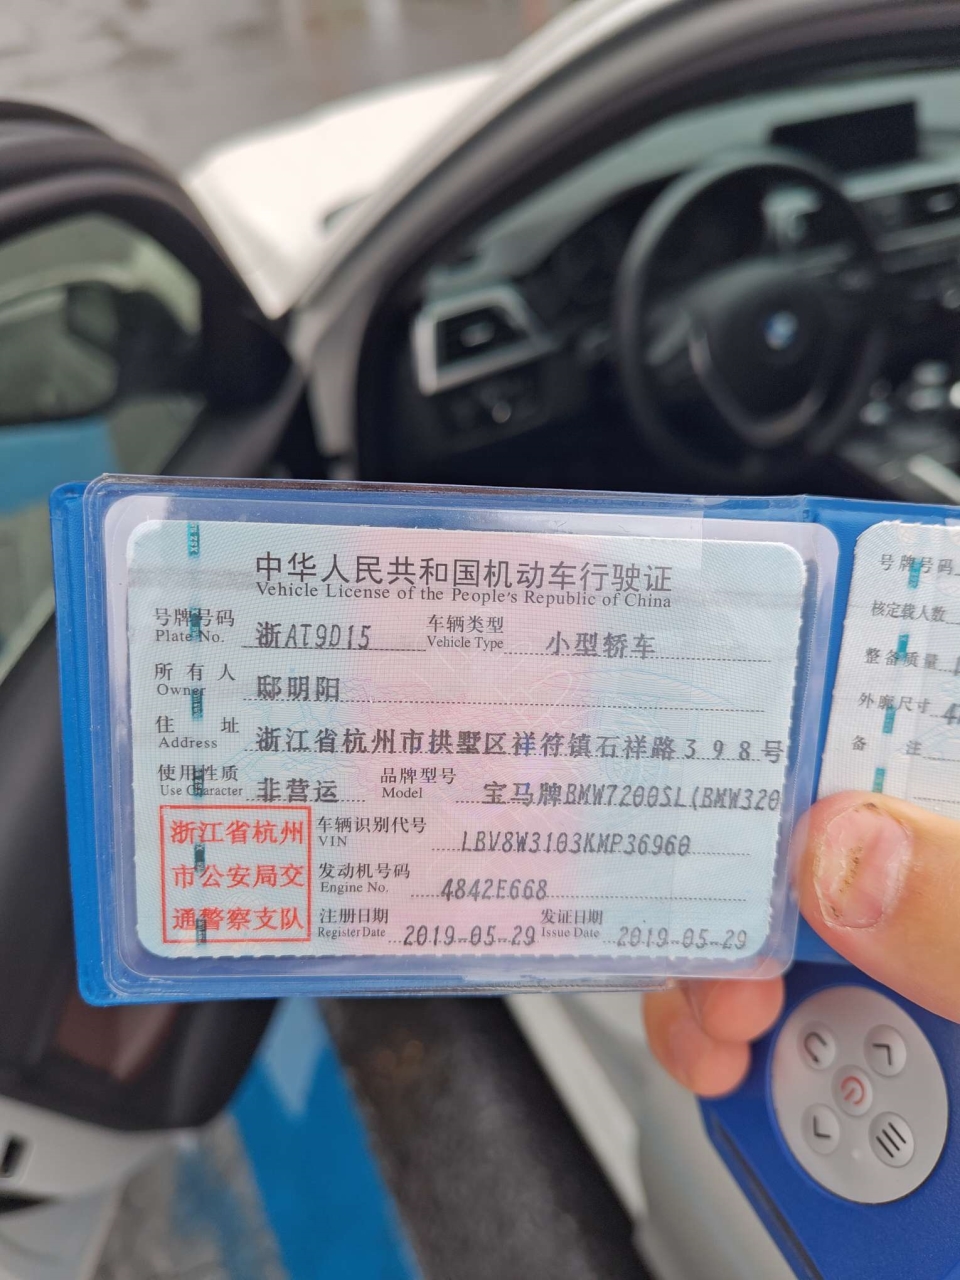 中华人民共和国机动车行驶证
Vehicle License of the People's Republic of China
号牌号码 浙AT9D15 车辆类型 小型轿车
Plate No. Vehicle Type
所有人 邸明阳
Owner
住址 浙江省杭州市拱墅区祥符镇石祥路398号
Address
使用性质 非营运 品牌型号 宝马牌BMW7200SL(BMW320
Use Character Model
浙江省杭州
市公安局交
通警察支队
车辆识别代号 LBV8W3103KMP36960
VIN
发动机号码 4842E668
Engine No.
注册日期 2019-05-29 发证日期 2019-05-29
Register Date Issue Date
号牌号码
核定载人数
整备质量
外廓尺寸
备注